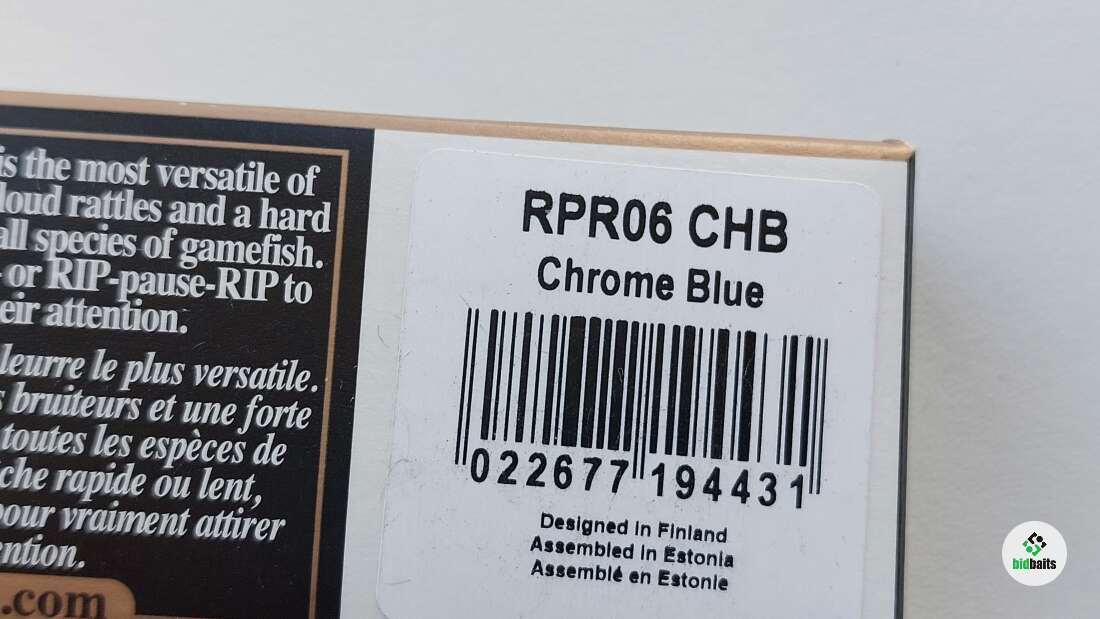 is the most versatile of
loud rattles and a hard
all species of gamefish.
- or RIP-pause-RIP to
eir attention.
leurre le plus versatile.
s bruiteurs et une forte
toutes les espèces de
che rapide ou lent,
pour vraiment attirer
ention.
.com
RPR06 CHB
Chrome Blue
022677 194431
Designed in Finland
Assembled in Estonia
Assemblé en Estonie
bidbaits